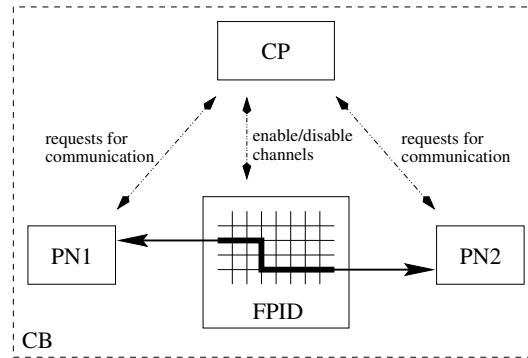 CP
requests for
communication
enable/disable
channels
requests for
communication
PN1
PN2
FPID
CB